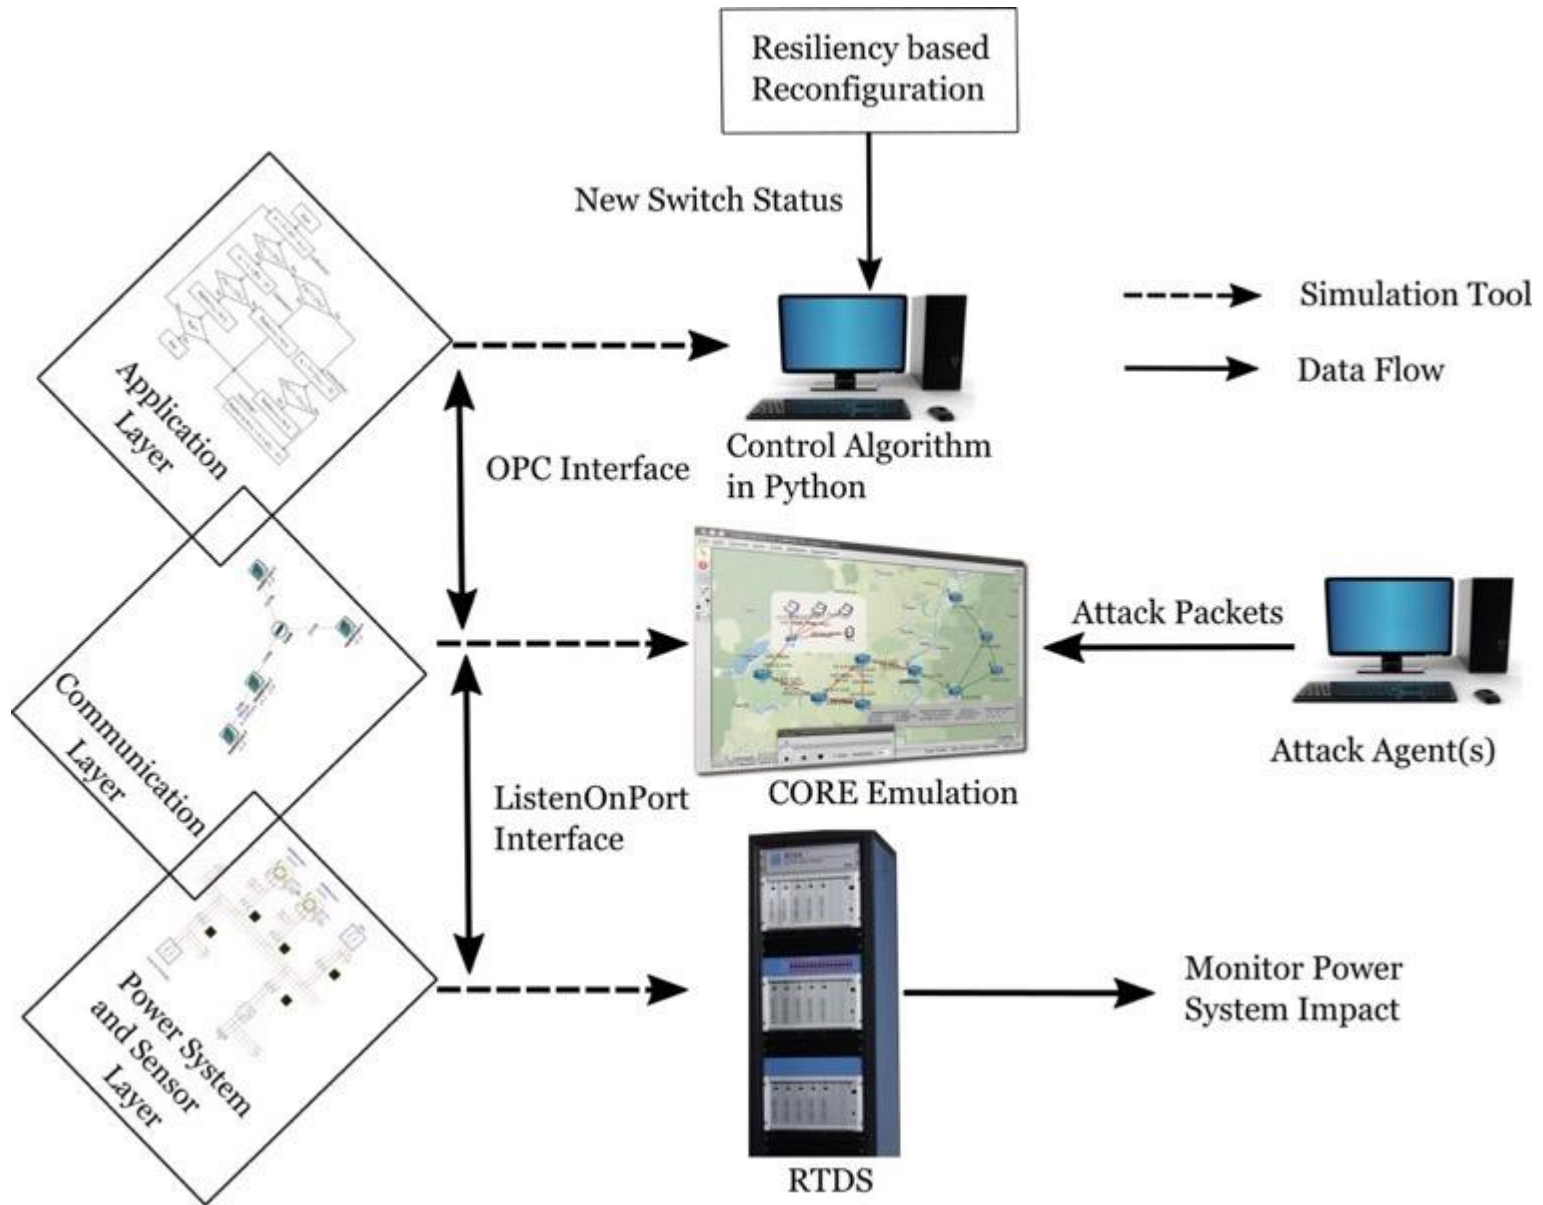 Resiliency based
Reconfiguration
New Switch Status
Simulation Tool
Data Flow
Application
Layer
OPC Interface
Control Algorithm
in Python
Attack Packets
Attack Agent(s)
Communication
Layer
CORE Emulation
ListenOnPort
Interface
Power System
and Sensor
Layer
Monitor Power
System Impact
RTDS